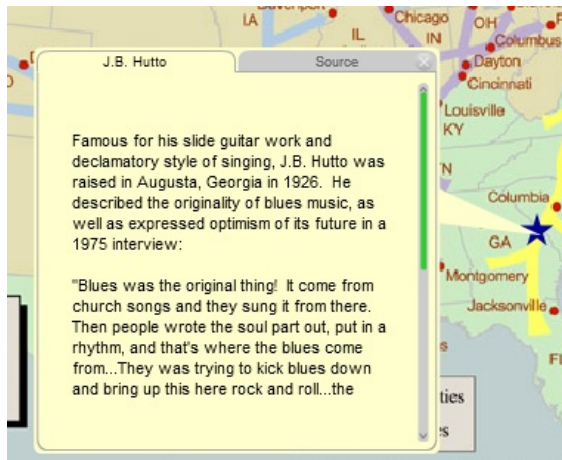 IA
Chicago
OH
IL
IN
Columbus
J.B. Hutto
Source
Dayton
Cincinnati
Louisville
KY
Famous for his slide guitar work and
declamatory style of singing, J.B. Hutto was
raised in Augusta, Georgia in 1926. He
described the originality of blues music, as
well as expressed optimism of its future in a
1975 interview:
"Blues was the original thing! It come from
church songs and they sung it from there.
Then people wrote the soul part out, put in a
rhythm, and that's where the blues come
from...They was trying to kick blues down
and bring up this here rock and roll...the
Columbia
GA
Montgomery
Jacksonville